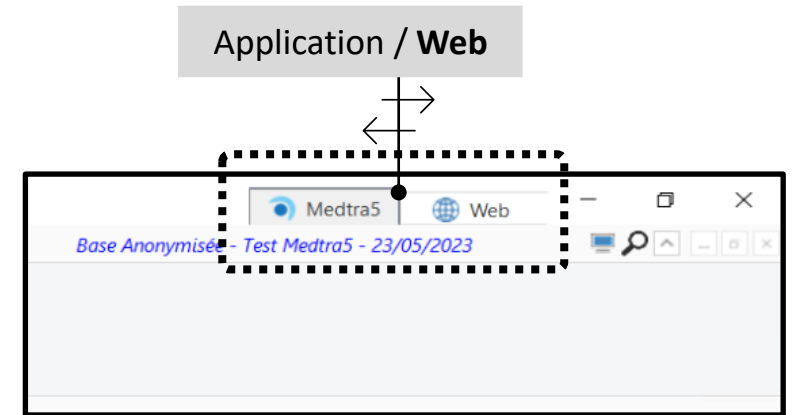 Application / Web
Medtra5 Web
Base Anonymisée - Test Medtra5 - 23/05/2023